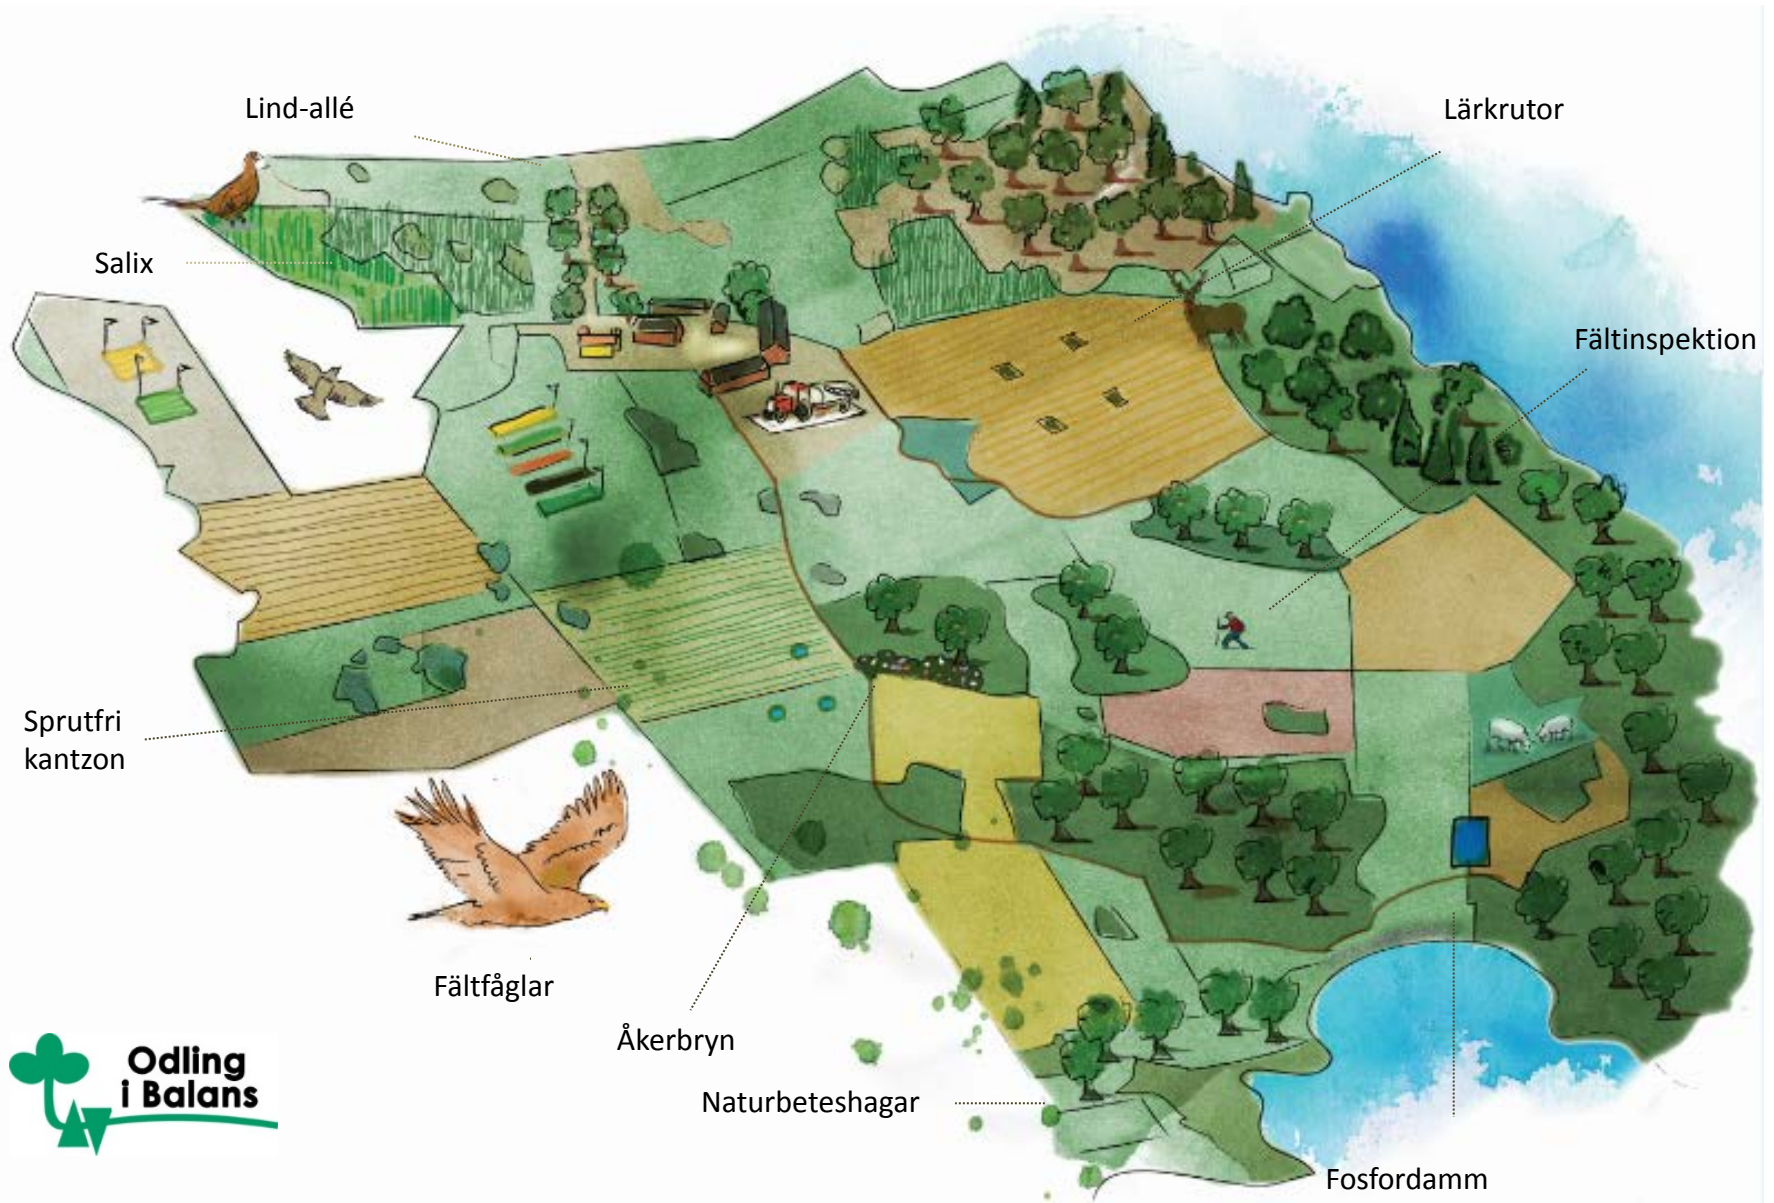 Lind-allé
Lärkrutor
Salix
Fältinspektion
Sprutfri
kantzon
Fältfåglar
Åkerbryn
Naturbeteshagar
Fosfordamm
Odling
i Balans